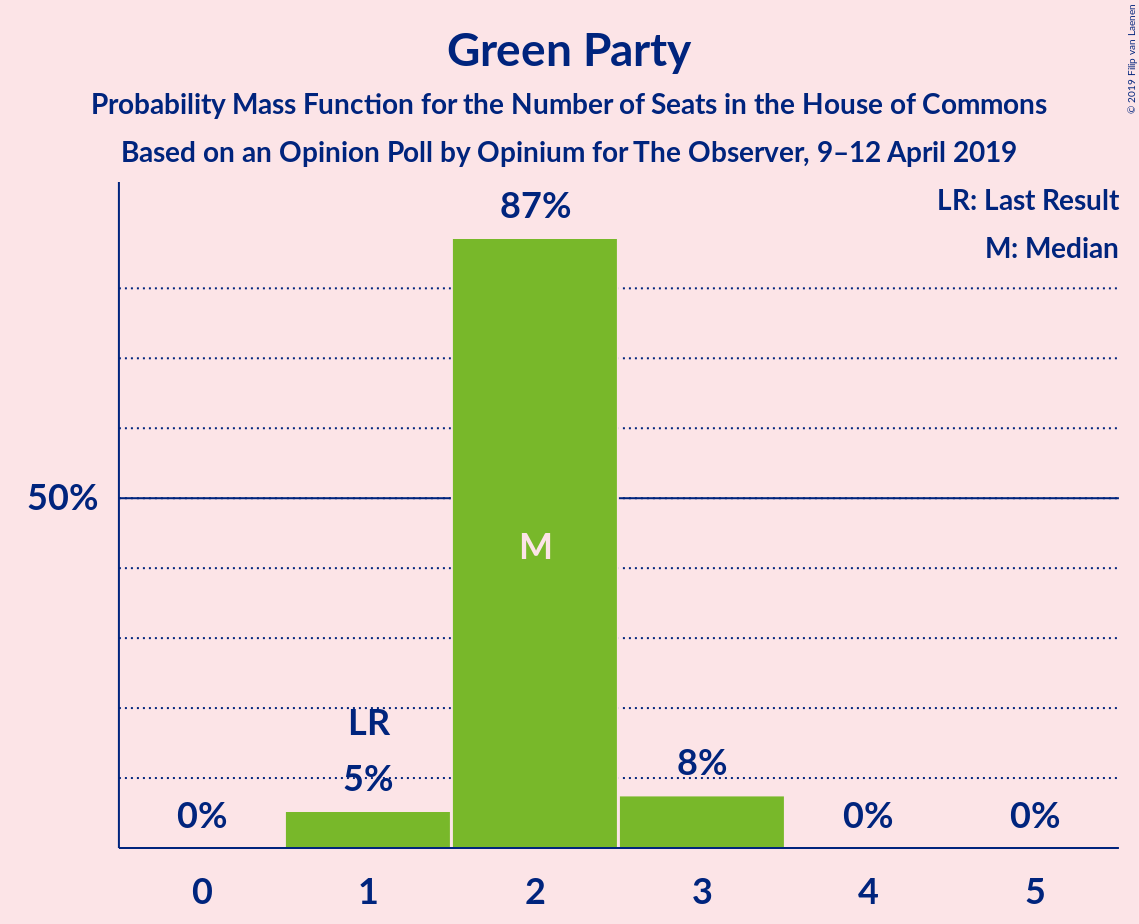 Green Party
Probability Mass Function for the Number of Seats in the House of Commons
Based on an Opinion Poll by Opinium for The Observer, 9–12 April 2019
© 2019 Filip van Laenen
LR: Last Result
M: Median
87%
50%
M
LR
5%
8%
0%
0%
0%
0
1
2
3
4
5